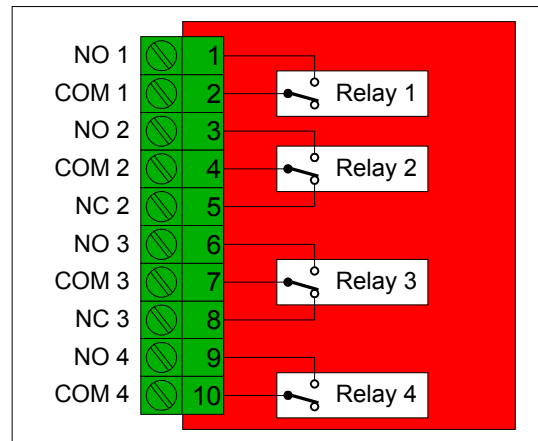 NO 1 1
COM 1 2 Relay 1
NO 2 3
COM 2 4 Relay 2
NC 2 5
NO 3 6
COM 3 7 Relay 3
NC 3 8
NO 4 9
COM 4 10 Relay 4